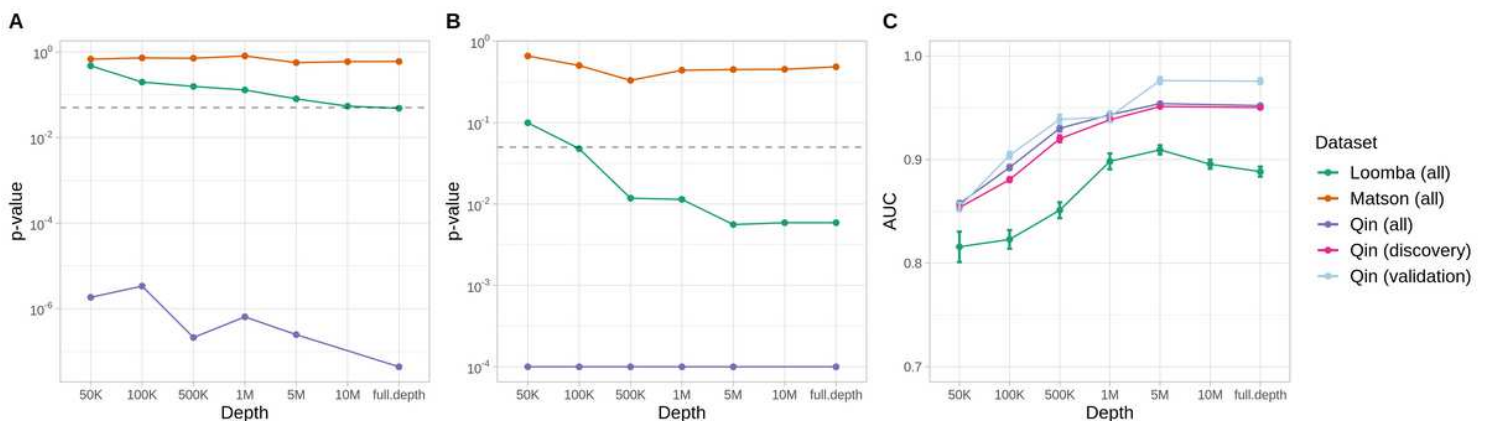 A
p-value
10^0
10^-2
10^-4
10^-6
50K 100K 500K 1M 5M 10M full.depth
Depth
B
p-value
10^0
10^-1
10^-2
10^-3
10^-4
50K 100K 500K 1M 5M 10M full.depth
Depth
C
AUC
1.0
0.9
0.8
0.7
50K 100K 500K 1M 5M 10M full.depth
Depth
Dataset
Loomba (all)
Matson (all)
Qin (all)
Qin (discovery)
Qin (validation)